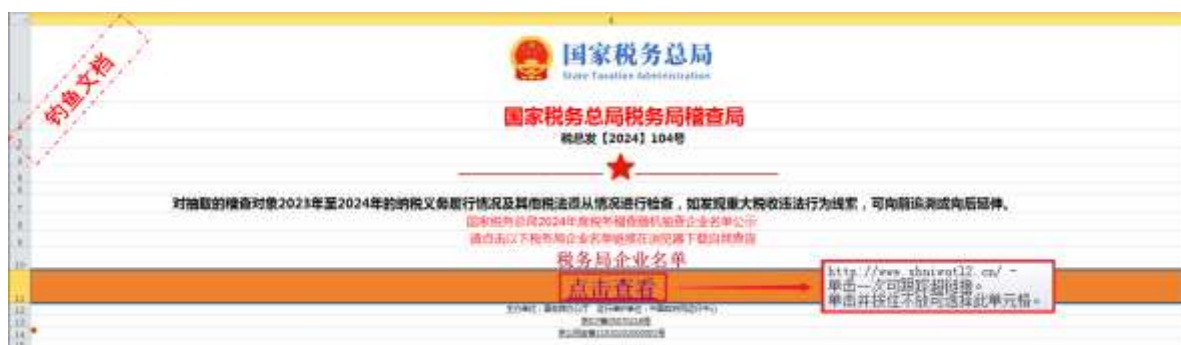 钓鱼文档
国家税务总局
State Taxation Administration
国家税务总局税务局稽查局
税总发【2024】104号
对抽取的稽查对象2023年至2024年的纳税义务履行情况及其他税法遵从情况进行检查，如发现重大税收违法行为线索，可向前追溯或向后延伸。
国家税务总局2024年度税务稽查随机抽查企业名单公示
请点击以下税务局企业名单链接在浏览器下载自我查询
税务局企业名单
点击查看
单击一次可跟踪超链接。
单击并按住不放可选择此单元格。